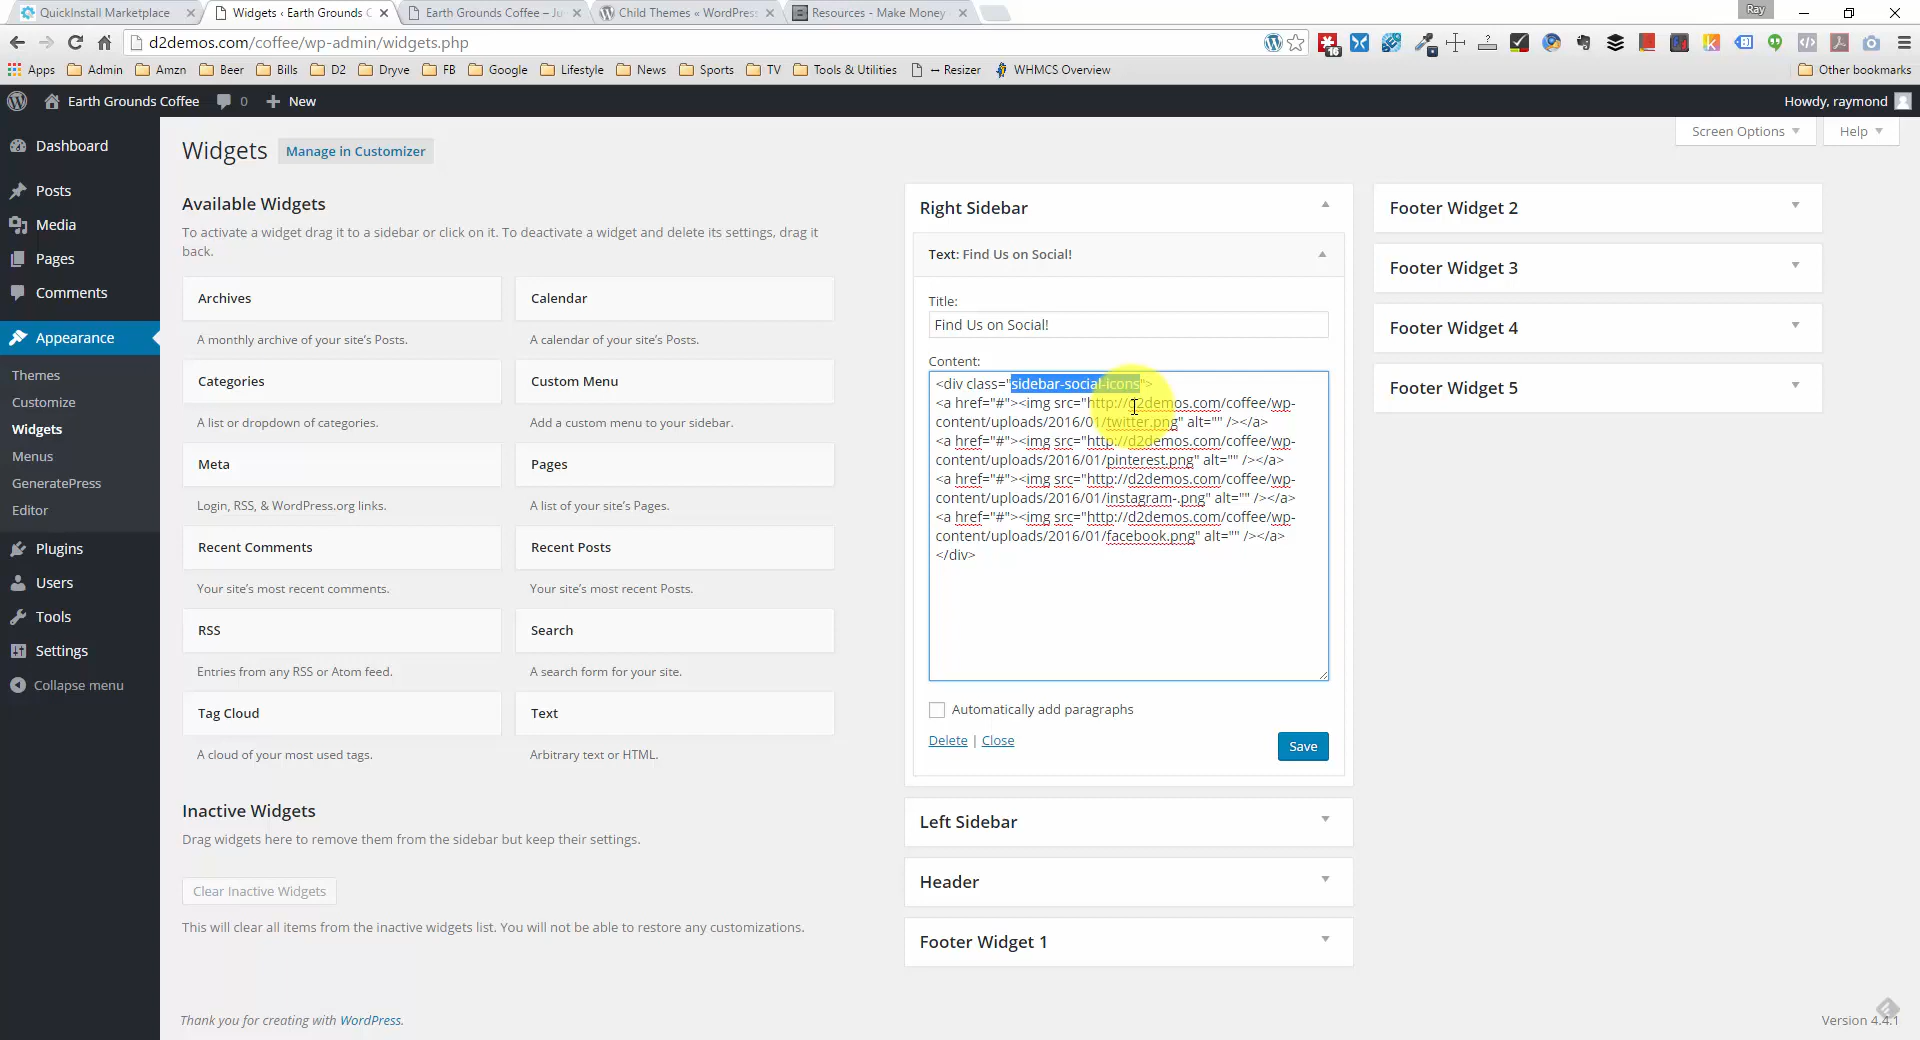 QuickInstall Marketplace
Widgets ‹ Earth Grounds C
Earth Grounds Coffee – Ju
Child Themes « WordPress
Resources - Make Money
Ray
d2demos.com/coffee/wp-admin/widgets.php
16
Apps Admin Amzn Beer Bills D2 Dryve FB Google Lifestyle News Sports TV Tools & Utilities -- Resizer WHMCS Overview Other bookmarks
Earth Grounds Coffee 0 New Howdy, raymond
Screen Options Help
Dashboard
Posts
Media
Pages
Comments
Appearance
Themes
Customize
Widgets
Menus
GeneratePress
Editor
Plugins
Users
Tools
Settings
Collapse menu
Widgets Manage in Customizer
Available Widgets
To activate a widget drag it to a sidebar or click on it. To deactivate a widget and delete its settings, drag it
back.
Archives
A monthly archive of your site's Posts.
Calendar
A calendar of your site's Posts.
Categories
A list or dropdown of categories.
Custom Menu
Add a custom menu to your sidebar.
Meta
Login, RSS, & WordPress.org links.
Pages
A list of your site's Pages.
Recent Comments
Your site's most recent comments.
Recent Posts
Your site's most recent Posts.
RSS
Entries from any RSS or Atom feed.
Search
A search form for your site.
Tag Cloud
A cloud of your most used tags.
Text
Arbitrary text or HTML.
Inactive Widgets
Drag widgets here to remove them from the sidebar but keep their settings.
Clear Inactive Widgets
This will clear all items from the inactive widgets list. You will not be able to restore any customizations.
Right Sidebar
Text: Find Us on Social!
Title:
Find Us on Social!
Content:
<div class="sidebar-social-icons">
<a href="#"><img src="http://d2demos.com/coffee/wp-
content/uploads/2016/01/twitter.png" alt="" /></a>
<a href="#"><img src="http://d2demos.com/coffee/wp-
content/uploads/2016/01/pinterest.png" alt="" /></a>
<a href="#"><img src="http://d2demos.com/coffee/wp-
content/uploads/2016/01/instagram-.png" alt="" /></a>
<a href="#"><img src="http://d2demos.com/coffee/wp-
content/uploads/2016/01/facebook.png" alt="" /></a>
</div>
Automatically add paragraphs
Delete | Close
Save
Left Sidebar
Header
Footer Widget 1
Footer Widget 2
Footer Widget 3
Footer Widget 4
Footer Widget 5
Thank you for creating with WordPress.
Version 4.4.1